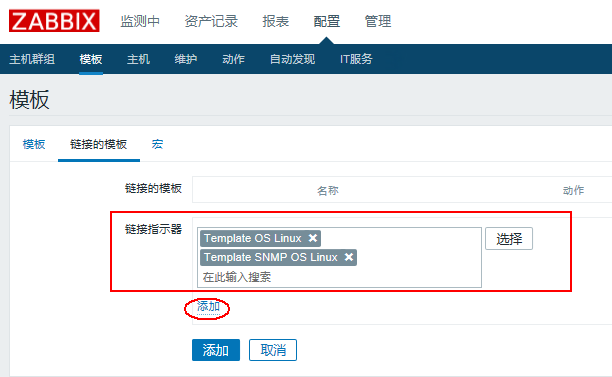 ZABBIX 监测中 资产记录 报表 配置 管理
主机群组 模板 主机 维护 动作 自动发现 IT服务
模板
模板 链接的模板 宏
链接的模板 名称 动作
链接指示器
Template OS Linux ✖ 选择
Template SNMP OS Linux ✖
在此输入搜索
添加
添加 取消